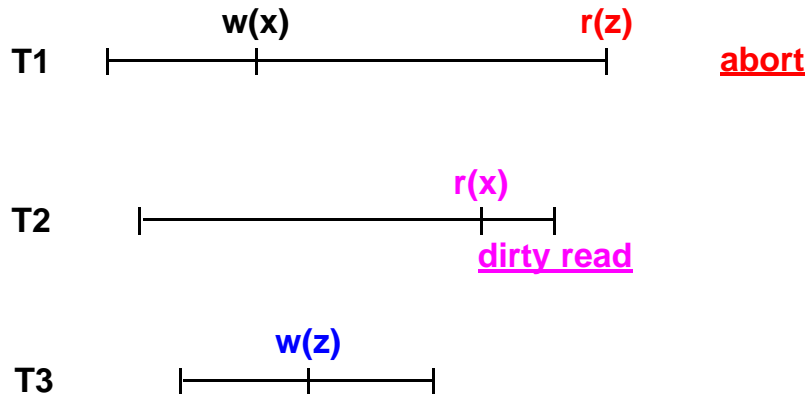 w(x) r(z)
T1 abort
r(x)
T2
dirty read
w(z)
T3